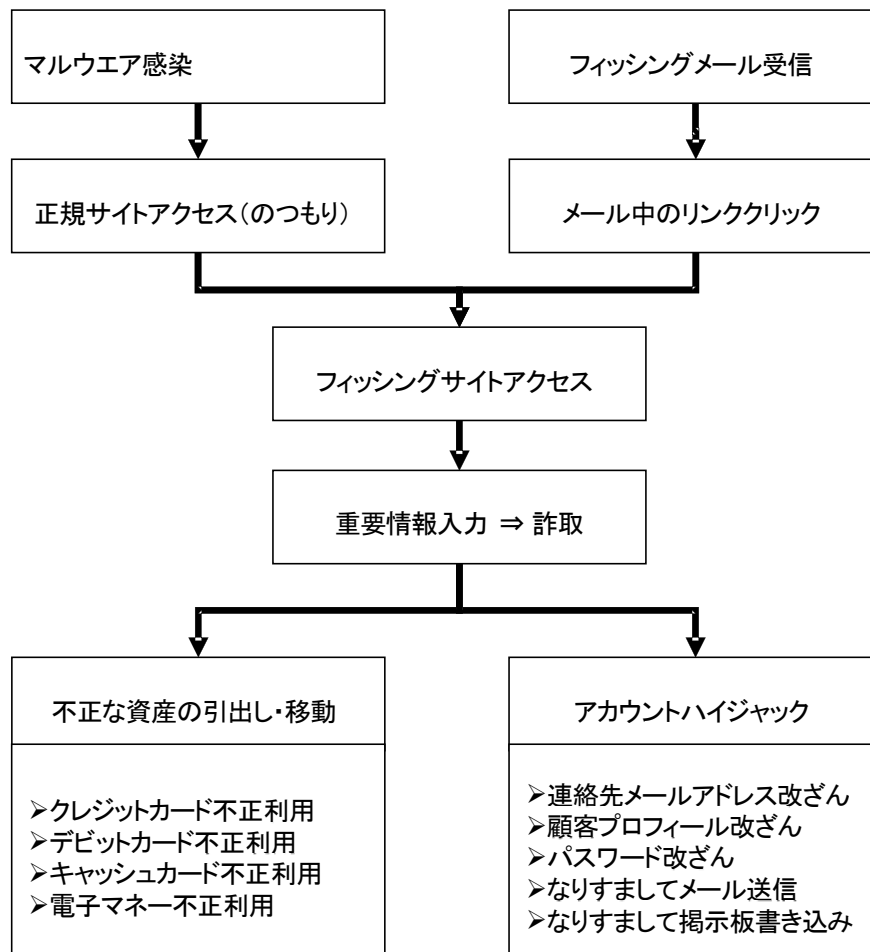 マルウエア感染
フィッシングメール受信
正規サイトアクセス(のつもり)
メール中のリンククリック
フィッシングサイトアクセス
重要情報入力 ⇒ 詐取
不正な資産の引出し・移動
➢クレジットカード不正利用
➢デビットカード不正利用
➢キャッシュカード不正利用
➢電子マネー不正利用
アカウントハイジャック
➢連絡先メールアドレス改ざん
➢顧客プロフィール改ざん
➢パスワード改ざん
➢なりすましてメール送信
➢なりすまして掲示板書き込み